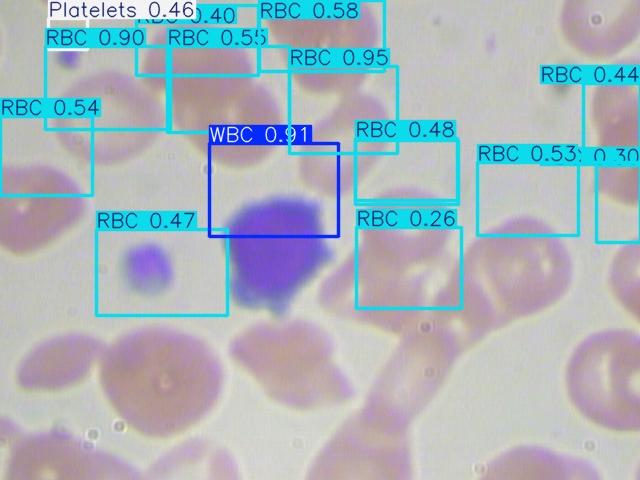 Platelets 0.46
RBC 0.40
RBC 0.58
RBC 0.90
RBC 0.55
RBC 0.95
RBC 0.44
RBC 0.54
WBC 0.91
RBC 0.48
RBC 0.53
0.30
RBC 0.47
RBC 0.26